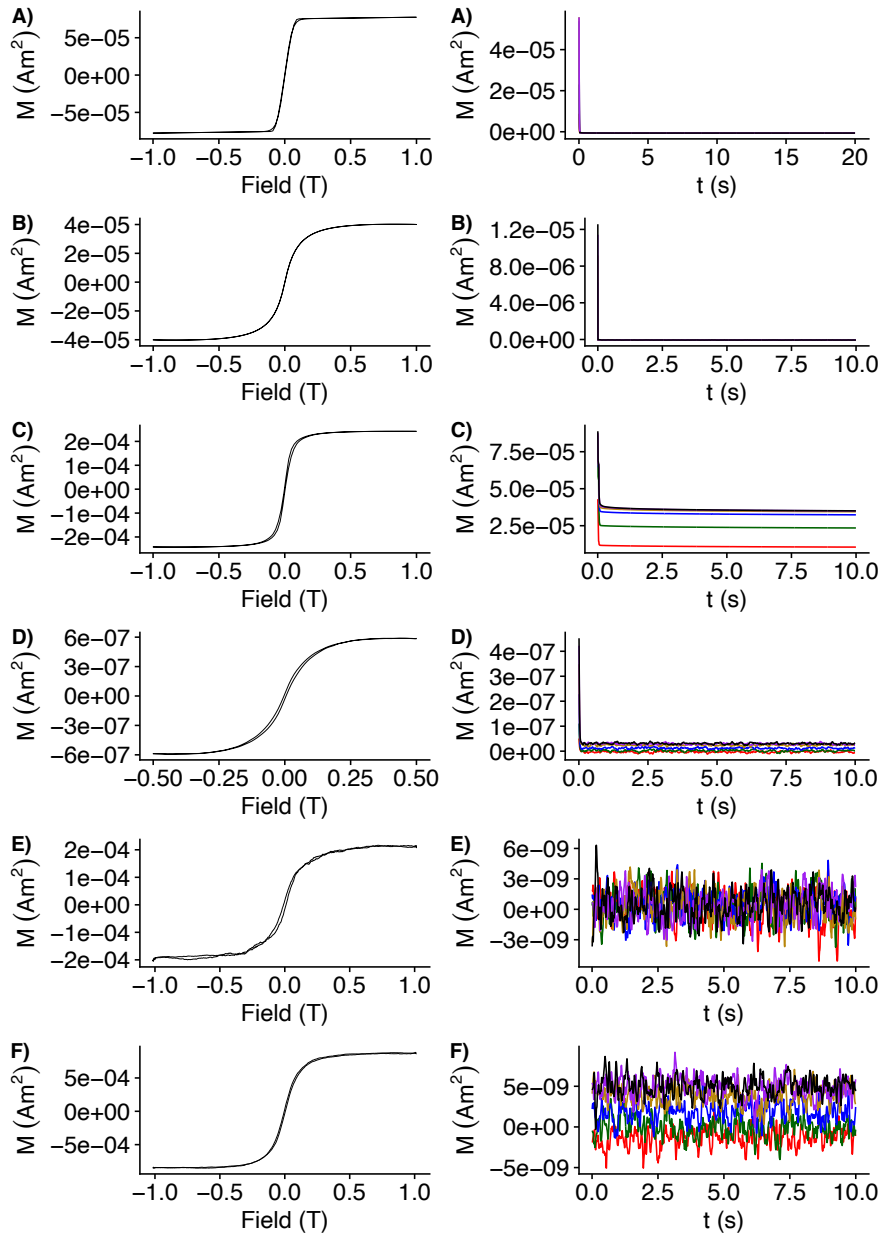 A)
M (Am²)
5e−05
0e+00
−5e−05
−1.0 −0.5 0.0 0.5 1.0
Field (T)
A)
M (Am²)
4e−05
2e−05
0e+00
0 5 10 15 20
t (s)
B)
M (Am²)
4e−05
2e−05
0e+00
−2e−05
−4e−05
−1.0 −0.5 0.0 0.5 1.0
Field (T)
B)
M (Am²)
1.2e−05
8.0e−06
4.0e−06
0.0e+00
0.0 2.5 5.0 7.5 10.0
t (s)
C)
M (Am²)
2e−04
1e−04
0e+00
−1e−04
−2e−04
−1.0 −0.5 0.0 0.5 1.0
Field (T)
C)
M (Am²)
7.5e−05
5.0e−05
2.5e−05
0.0 2.5 5.0 7.5 10.0
t (s)
D)
M (Am²)
6e−07
3e−07
0e+00
−3e−07
−6e−07
−0.50 −0.25 0.00 0.25 0.50
Field (T)
D)
M (Am²)
4e−07
3e−07
2e−07
1e−07
0e+00
0.0 2.5 5.0 7.5 10.0
t (s)
E)
M (Am²)
2e−04
1e−04
0e+00
−1e−04
−2e−04
−1.0 −0.5 0.0 0.5 1.0
Field (T)
E)
M (Am²)
6e−09
3e−09
0e+00
−3e−09
0.0 2.5 5.0 7.5 10.0
t (s)
F)
M (Am²)
5e−04
0e+00
−5e−04
−1.0 −0.5 0.0 0.5 1.0
Field (T)
F)
M (Am²)
5e−09
0e+00
−5e−09
0.0 2.5 5.0 7.5 10.0
t (s)